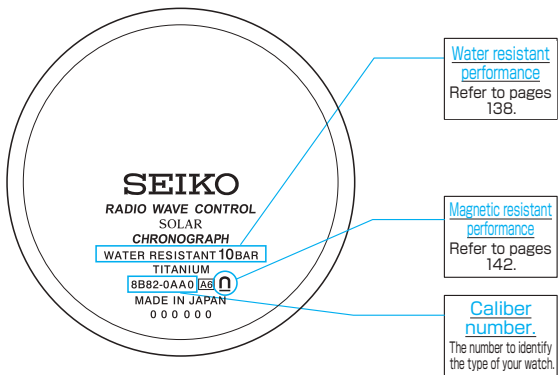 SEIKO
RADIO WAVE CONTROL
SOLAR
CHRONOGRAPH
WATER RESISTANT 10BAR
TITANIUM
8B82-0AA0 A6 n
MADE IN JAPAN
000000
Water resistant
performance
Refer to pages
138.
Magnetic resistant
performance
Refer to pages
142.
Caliber
number.
The number to identify
the type of your watch.